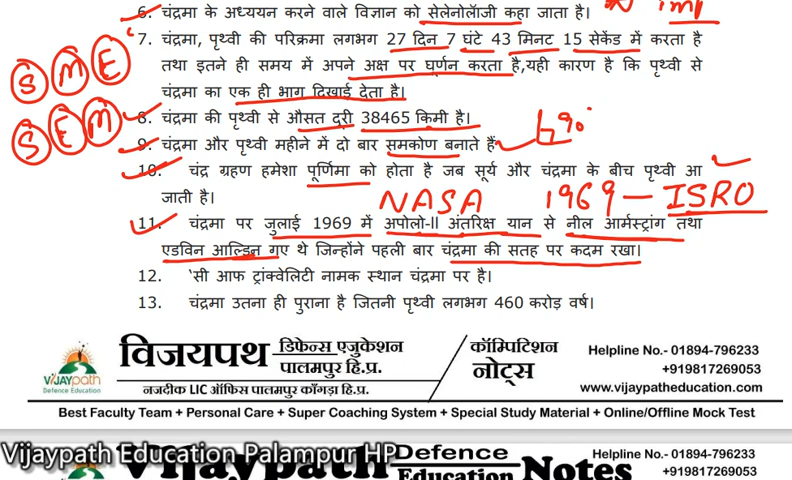 imp
6. चंद्रमा के अध्ययन करने वाले विज्ञान को सेलेनोलॅाजी कहा जाता है।
7. चंद्रमा, पृथ्वी की परिक्रमा लगभग 27 दिन 7 घंटे 43 मिनट 15 सेकेंड में करता है
तथा इतने ही समय में अपने अक्ष पर घूर्णन करता है,यही कारण है कि पृथ्वी से
चंद्रमा का एक ही भाग दिखाई देता है।
S M E
8. चंद्रमा की पृथ्वी से औसत दूरी 38465 किमी है।
S E M
9. चंद्रमा और पृथ्वी महीने में दो बार समकोण बनाते हैं
90°
10. चंद्र ग्रहण हमेशा पूर्णिमा को होता है जब सूर्य और चंद्रमा के बीच पृथ्वी आ
जाती है।
NASA 1969 – ISRO
11. चंद्रमा पर जुलाई 1969 में अपोलो-II अंतरिक्ष यान से नील आर्मस्ट्रांग तथा
एडविन आल्ड्रिन गए थे जिन्होंने पहली बार चंद्रमा की सतह पर कदम रखा।
12. 'सी आफ ट्रांक्वेलिटी नामक स्थान चंद्रमा पर है।
13. चंद्रमा उतना ही पुराना है जितनी पृथ्वी लगभग 460 करोड़ वर्ष।
VIJAYpath
Defence Education
विजयपथ डिफेन्स एजुकेशन
पालमपुर हि.प्र.
नजदीक LIC ऑफिस पालमपुर काँगड़ा हि.प्र.
कॉम्पिटिशन
नोट्स
Helpline No.- 01894-796233
+919817269053
www.vijaypatheducation.com
Best Faculty Team + Personal Care + Super Coaching System + Special Study Material + Online/Offline Mock Test
Vijaypath Education Palampur HP
Vijaypath Defence
Education Notes
Helpline No.- 01894-796233
+919817269053